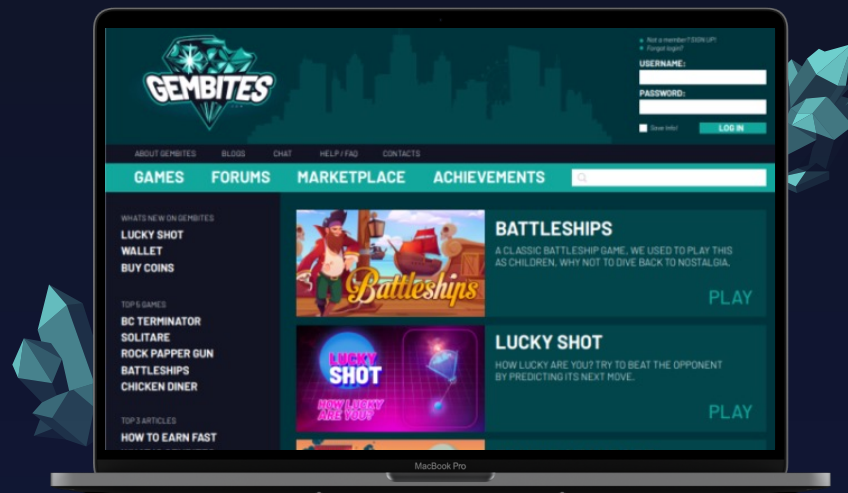 GEMBITES
Not a member? SIGN UP!
Forgot login?
USERNAME:
PASSWORD:
Save info!
LOG IN
ABOUT GEMBITES
BLOGS
CHAT
HELP / FAQ
CONTACTS
GAMES
FORUMS
MARKETPLACE
ACHIEVEMENTS
WHATS NEW ON GEMBITES
LUCKY SHOT
WALLET
BUY COINS
TOP 5 GAMES
BC TERMINATOR
SOLITARE
ROCK PAPPER GUN
BATTLESHIPS
CHICKEN DINER
TOP 3 ARTICLES
HOW TO EARN FAST
Battleships
BATTLESHIPS
A CLASSIC BATTLESHIP GAME, WE USED TO PLAY THIS
AS CHILDREN. WHY NOT TO DIVE BACK TO NOSTALGIA.
PLAY
LUCKY
SHOT
HOW LUCKY
ARE YOU?
LUCKY SHOT
HOW LUCKY ARE YOU? TRY TO BEAT THE OPPONENT
BY PREDICTING ITS NEXT MOVE.
PLAY
MacBook Pro